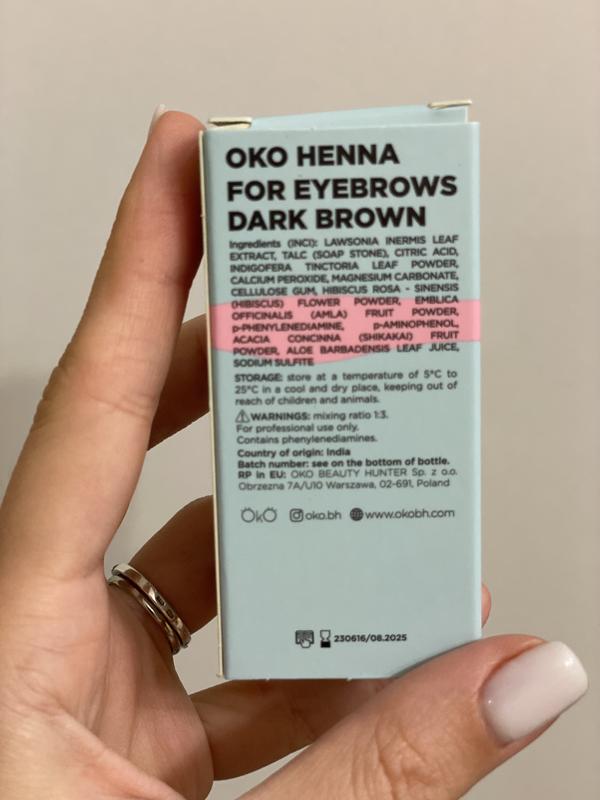 OKO HENNA
FOR EYEBROWS
DARK BROWN
Ingredients (INCI): LAWSONIA INERMIS LEAF
EXTRACT, TALC (SOAP STONE), CITRIC ACID,
INDIGOFERA TINCTORIA LEAF POWDER,
CALCIUM PEROXIDE, MAGNESIUM CARBONATE,
CELLULOSE GUM, HIBISCUS ROSA - SINENSIS
(HIBISCUS) FLOWER POWDER, EMBLICA
OFFICINALIS (AMLA) FRUIT POWDER,
p-PHENYLENEDIAMINE, p-AMINOPHENOL,
ACACIA CONCINNA (SHIKAKAI) FRUIT
POWDER, ALOE BARBADENSIS LEAF JUICE,
SODIUM SULFITE
STORAGE: store at a temperature of 5°C to
25°C in a cool and dry place, keeping out of
reach of children and animals.
WARNINGS: mixing ratio 1:3.
For professional use only.
Contains phenylenediamines.
Country of origin: India
Batch number: see on the bottom of bottle.
RP in EU: OKO BEAUTY HUNTER Sp. z o.o.
Obrzezna 7A/U10 Warszawa, 02-691, Poland
OkO oko.bh www.okobh.com
230616/08.2025